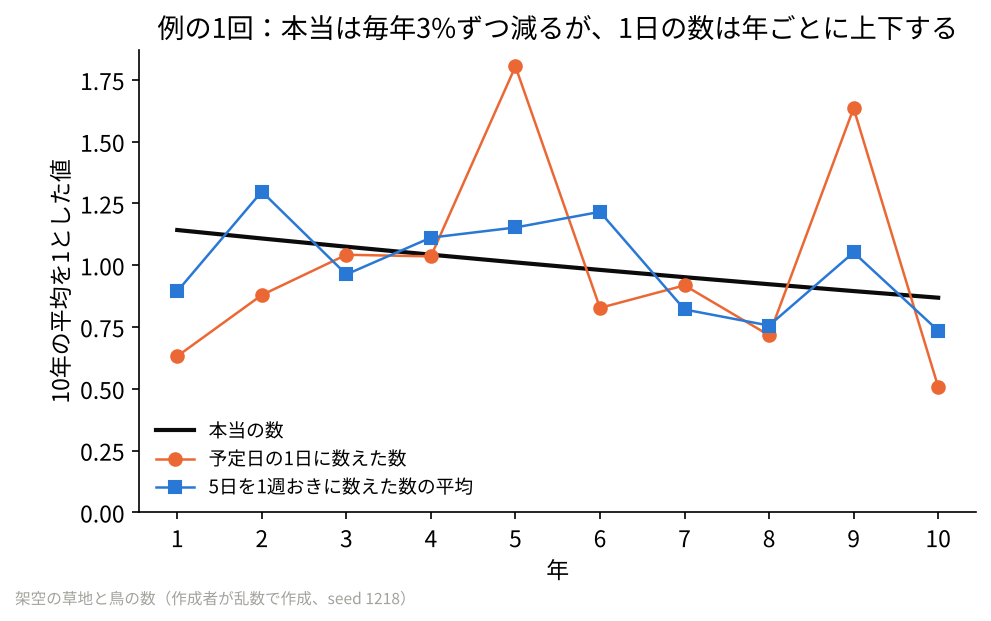 例の1回：本当は毎年3%ずつ減るが、1日の数は年ごとに上下する
10年の平均を1とした値
1.75
1.50
1.25
1.00
0.75
0.50
0.25
0.00
本当の数
予定日の1日に数えた数
5日を1週おきに数えた数の平均
1 2 3 4 5 6 7 8 9 10
年
架空の草地と鳥の数（作成者が乱数で作成、seed 1218）